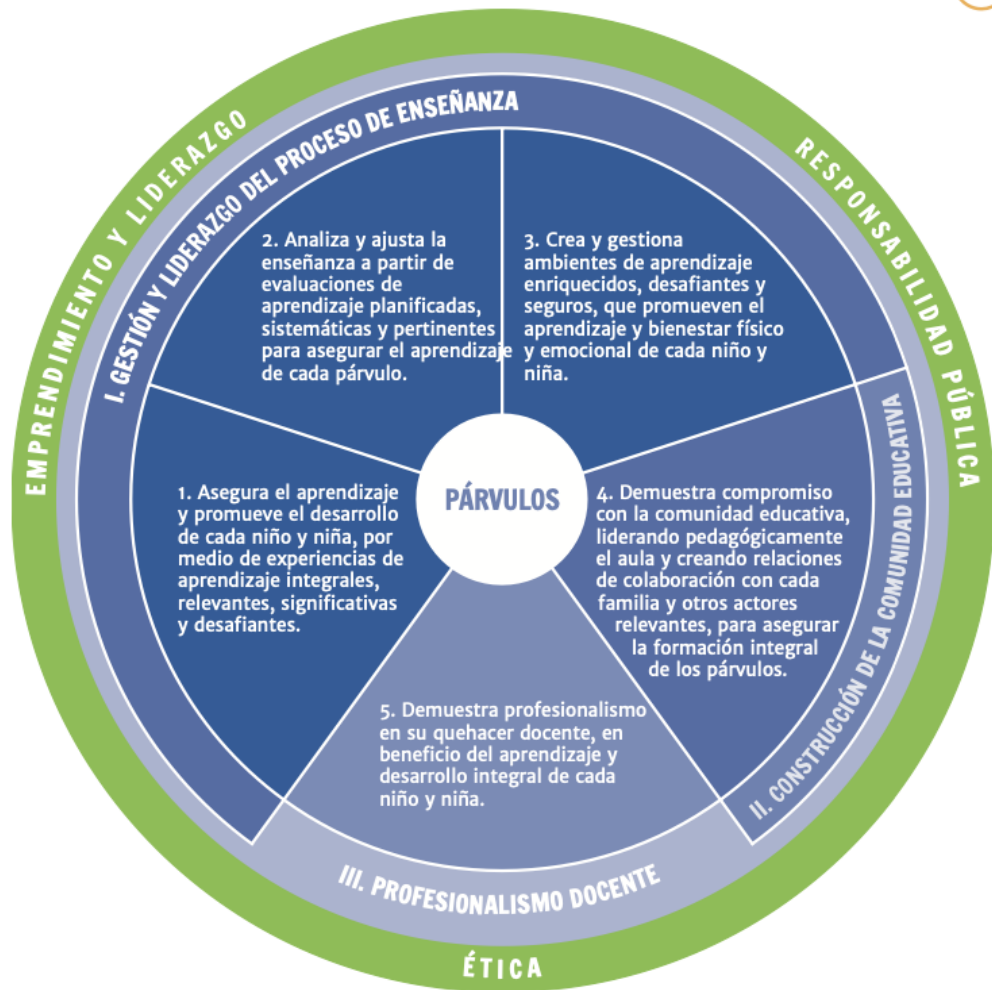 EMPRENDIMIENTO Y LIDERAZGO
RESPONSABILIDAD PÚBLICA
I. GESTIÓN Y LIDERAZGO DEL PROCESO DE ENSEÑANZA
2. Analiza y ajusta la
enseñanza a partir de
evaluaciones de
aprendizaje planificadas,
sistemáticas y pertinentes
para asegurar el aprendizaje
de cada párvulo.
3. Crea y gestiona
ambientes de aprendizaje
enriquecidos, desafiantes y
seguros, que promueven el
aprendizaje y bienestar físico
y emocional de cada niño y
niña.
1. Asegura el aprendizaje
y promueve el desarrollo
de cada niño y niña, por
medio de experiencias de
aprendizaje integrales,
relevantes, significativas
y desafiantes.
PÁRVULOS
4. Demuestra compromiso
con la comunidad educativa,
liderando pedagógicamente
el aula y creando relaciones
de colaboración con cada
familia y otros actores
relevantes, para asegurar
la formación integral
de los párvulos.
II. CONSTRUCCIÓN DE LA COMUNIDAD EDUCATIVA
5. Demuestra profesionalismo
en su quehacer docente, en
beneficio del aprendizaje y
desarrollo integral de cada
niño y niña.
III. PROFESIONALISMO DOCENTE
ÉTICA